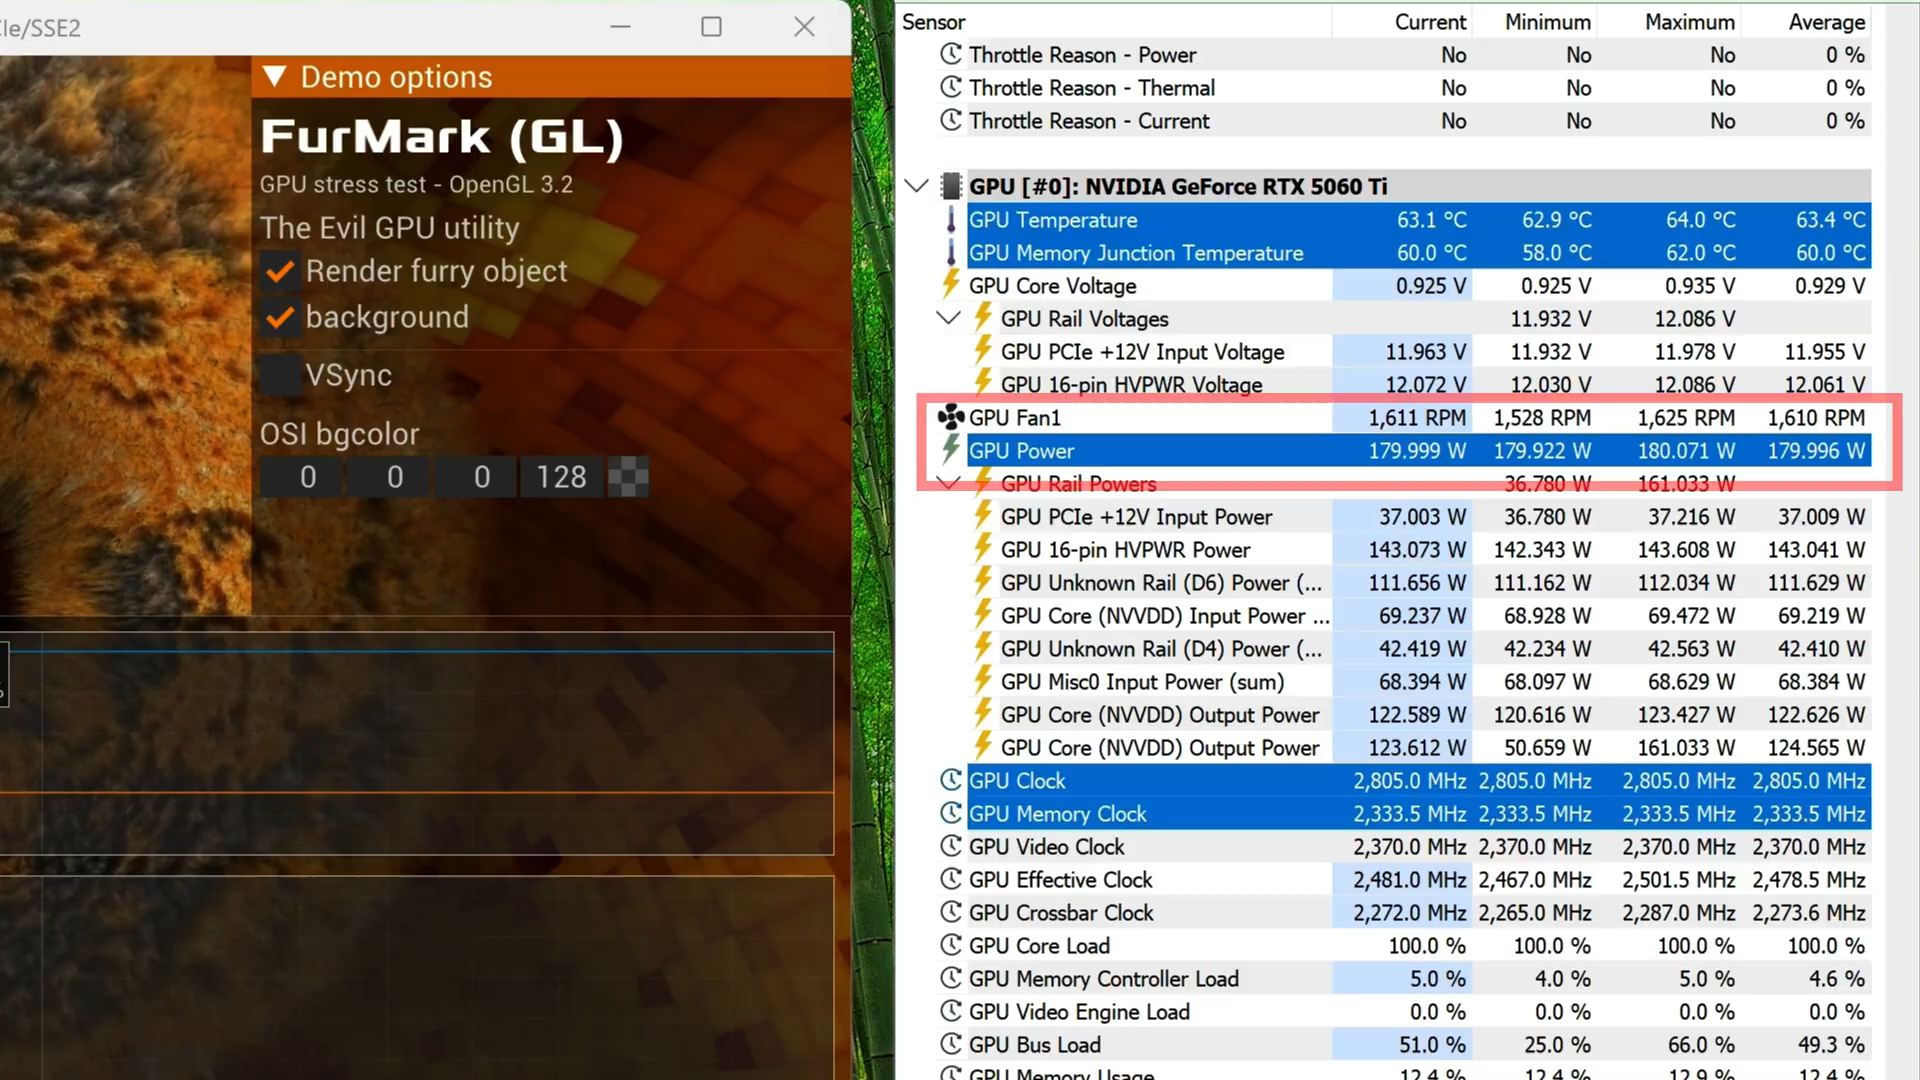 Ie/SSE2
Demo options
FurMark (GL)
GPU stress test - OpenGL 3.2
The Evil GPU utility
Render furry object
background
VSync
OSI bgcolor
0 0 0 128
Sensor Current Minimum Maximum Average
Throttle Reason - Power No No No 0 %
Throttle Reason - Thermal No No No 0 %
Throttle Reason - Current No No No 0 %
GPU [#0]: NVIDIA GeForce RTX 5060 Ti
GPU Temperature 63.1 °C 62.9 °C 64.0 °C 63.4 °C
GPU Memory Junction Temperature 60.0 °C 58.0 °C 62.0 °C 60.0 °C
GPU Core Voltage 0.925 V 0.925 V 0.935 V 0.929 V
GPU Rail Voltages 11.932 V 12.086 V
GPU PCIe +12V Input Voltage 11.963 V 11.932 V 11.978 V 11.955 V
GPU 16-pin HVPWR Voltage 12.072 V 12.030 V 12.086 V 12.061 V
GPU Fan1 1,611 RPM 1,528 RPM 1,625 RPM 1,610 RPM
GPU Power 179.999 W 179.922 W 180.071 W 179.996 W
GPU Rail Powers 36.780 W 161.033 W
GPU PCIe +12V Input Power 37.003 W 36.780 W 37.216 W 37.009 W
GPU 16-pin HVPWR Power 143.073 W 142.343 W 143.608 W 143.041 W
GPU Unknown Rail (D6) Power (... 111.656 W 111.162 W 112.034 W 111.629 W
GPU Core (NVVDD) Input Power ... 69.237 W 68.928 W 69.472 W 69.219 W
GPU Unknown Rail (D4) Power (... 42.419 W 42.234 W 42.563 W 42.410 W
GPU Misc0 Input Power (sum) 68.394 W 68.097 W 68.629 W 68.384 W
GPU Core (NVVDD) Output Power 122.589 W 120.616 W 123.427 W 122.626 W
GPU Core (NVVDD) Output Power 123.612 W 50.659 W 161.033 W 124.565 W
GPU Clock 2,805.0 MHz 2,805.0 MHz 2,805.0 MHz 2,805.0 MHz
GPU Memory Clock 2,333.5 MHz 2,333.5 MHz 2,333.5 MHz 2,333.5 MHz
GPU Video Clock 2,370.0 MHz 2,370.0 MHz 2,370.0 MHz 2,370.0 MHz
GPU Effective Clock 2,481.0 MHz 2,467.0 MHz 2,501.5 MHz 2,478.5 MHz
GPU Crossbar Clock 2,272.0 MHz 2,265.0 MHz 2,287.0 MHz 2,273.6 MHz
GPU Core Load 100.0 % 100.0 % 100.0 % 100.0 %
GPU Memory Controller Load 5.0 % 4.0 % 5.0 % 4.6 %
GPU Video Engine Load 0.0 % 0.0 % 0.0 % 0.0 %
GPU Bus Load 51.0 % 25.0 % 66.0 % 49.3 %
GPU Memory Usage 12.4 % 12.4 % 12.9 % 12.4 %